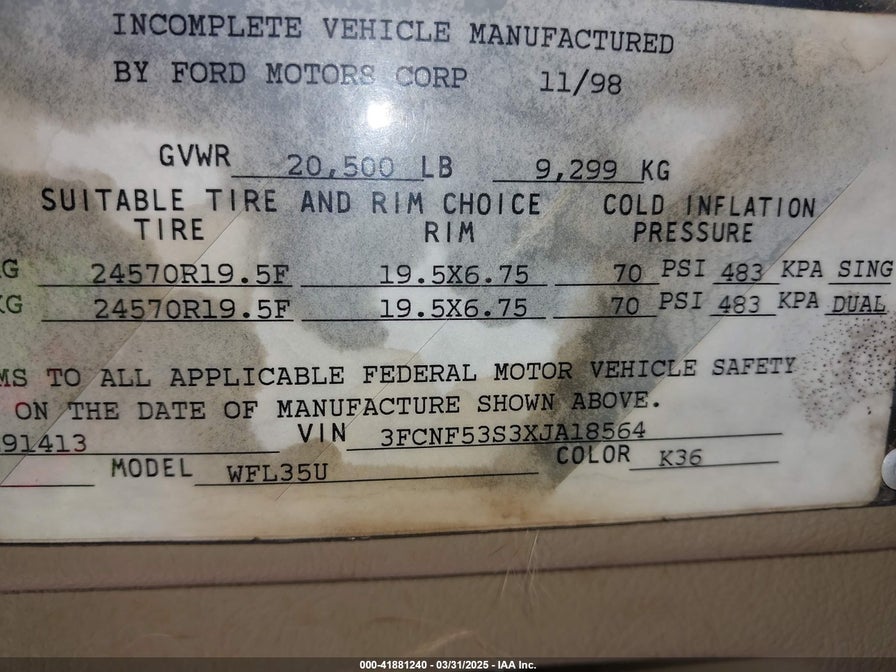 INCOMPLETE VEHICLE MANUFACTURED
BY FORD MOTORS CORP 11/98
GVWR 20,500 LB 9,299 KG
SUITABLE TIRE AND RIM CHOICE COLD INFLATION
TIRE RIM PRESSURE
KG 24570R19.5F 19.5X6.75 70 PSI 483 KPA SING
KG 24570R19.5F 19.5X6.75 70 PSI 483 KPA DUAL
MS TO ALL APPLICABLE FEDERAL MOTOR VEHICLE SAFETY
ON THE DATE OF MANUFACTURE SHOWN ABOVE.
91413 VIN 3FCNF53S3XJA18564
MODEL WFL35U COLOR K36
000-41881240 - 03/31/2025 - IAA Inc.